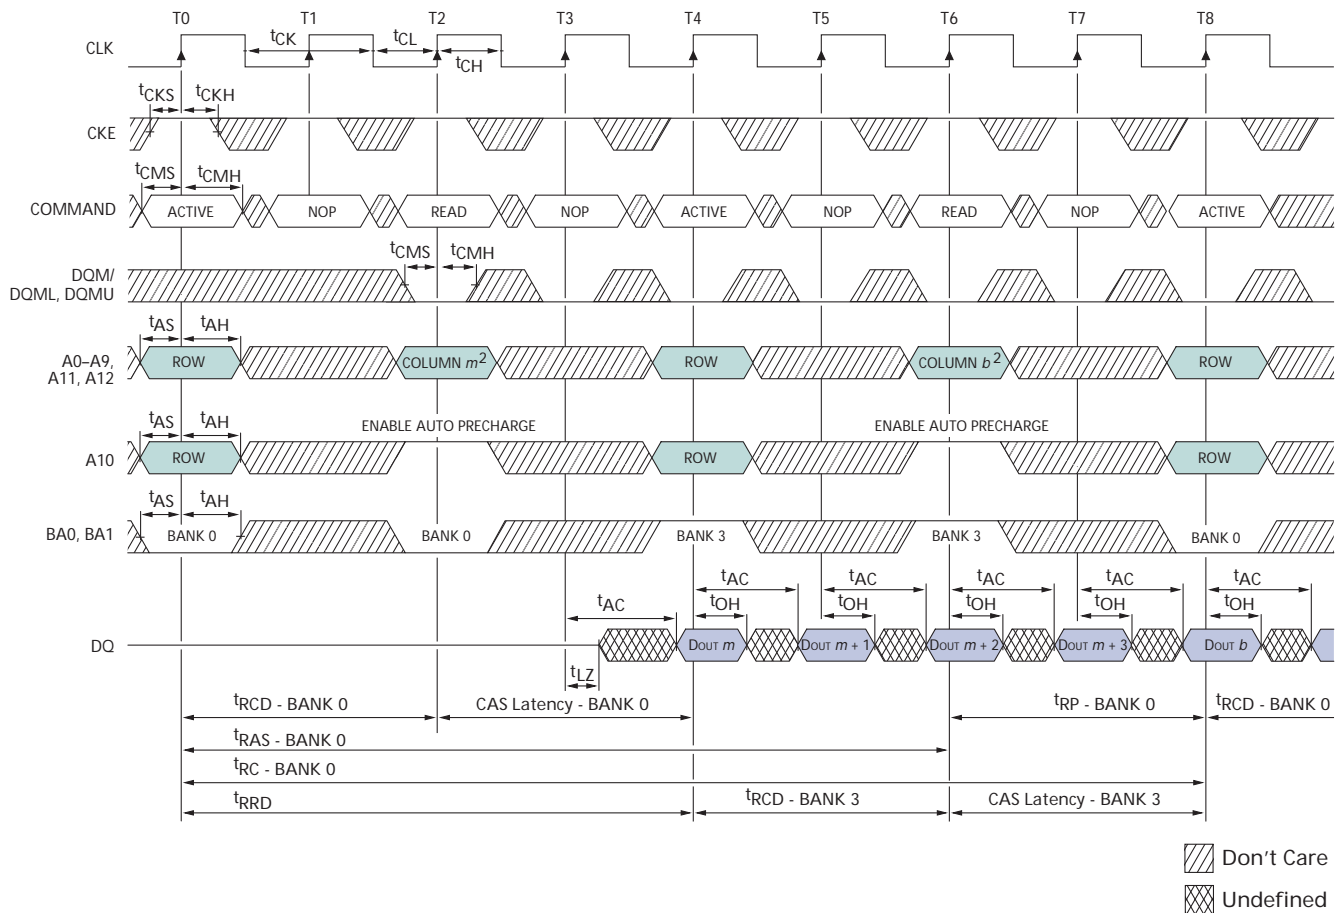 T0 T1 T2 T3 T4 T5 T6 T7 T8
CLK
tCK tCL
tCH
tCKS tCKH
CKE
tCMS tCMH
COMMAND ACTIVE NOP READ NOP ACTIVE NOP READ NOP ACTIVE
tCMS tCMH
DQM/
DQML, DQMU
tAS tAH
A0–A9,
A11, A12
ROW COLUMN m2 ROW COLUMN b2 ROW
tAS tAH
ENABLE AUTO PRECHARGE ENABLE AUTO PRECHARGE
A10 ROW ROW ROW
tAS tAH
BA0, BA1 BANK 0 BANK 0 BANK 3 BANK 3 BANK 0
tAC tAC tAC tAC tAC tAC
tOH tOH tOH tOH tOH
DQ DOUT m DOUT m + 1 DOUT m + 2 DOUT m + 3 DOUT b
tLZ
tRCD - BANK 0 CAS Latency - BANK 0 tRP - BANK 0 tRCD - BANK 0
tRAS - BANK 0
tRC - BANK 0
tRRD tRCD - BANK 3 CAS Latency - BANK 3
Don't Care
Undefined